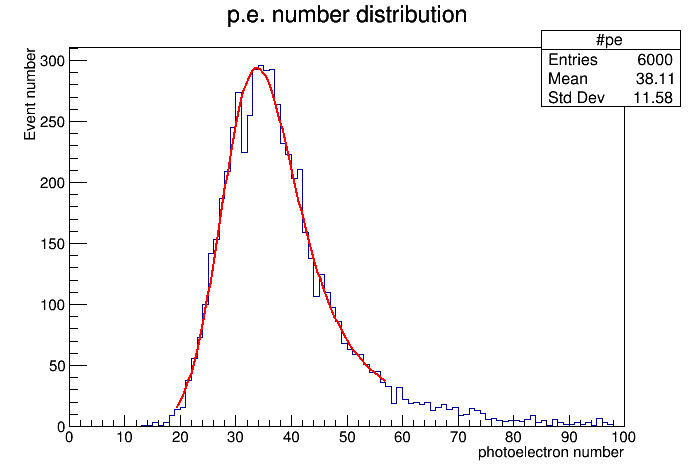 p.e. number distribution
#pe
Entries 6000
Mean 38.11
Std Dev 11.58
Event number
300
250
200
150
100
50
0
0 10 20 30 40 50 60 70 80 90 100
photoelectron number